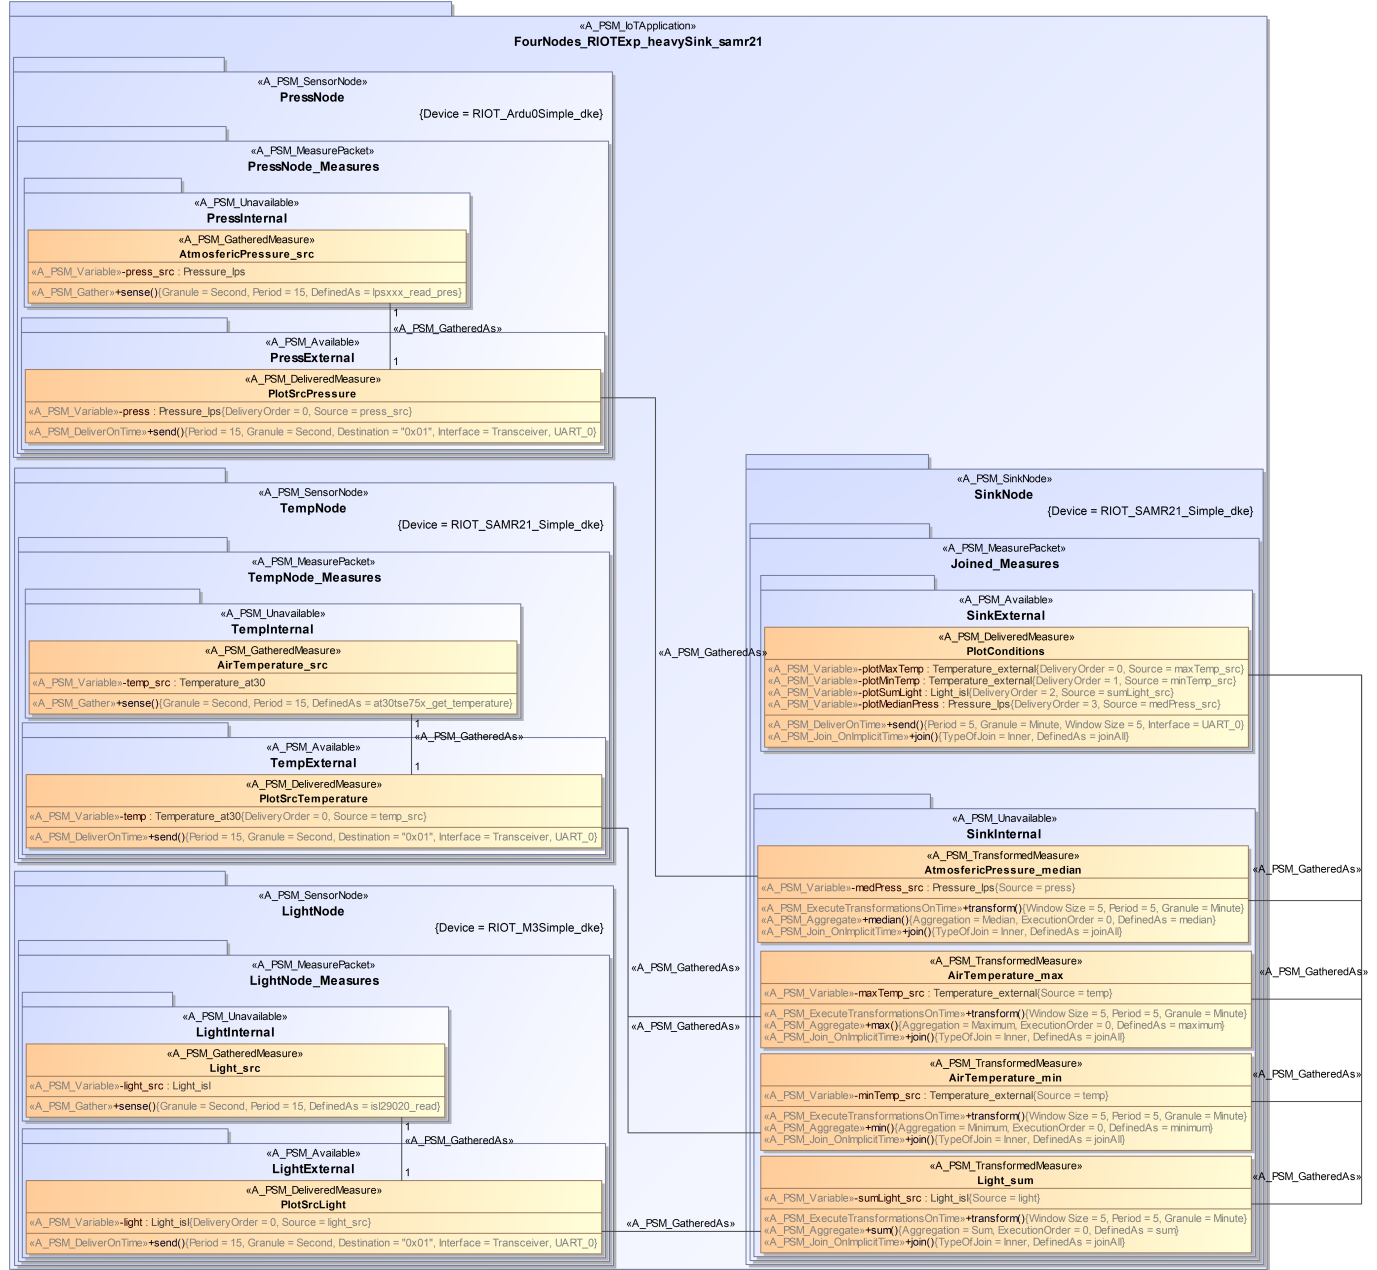 «A_PSM_IoTApplication»
FourNodes_RIOTExp_heavySink_samr21
«A_PSM_SensorNode»
PressNode
{Device = RIOT_Ardu0Simple_dke}
«A_PSM_MeasurePacket»
PressNode_Measures
«A_PSM_Unavailable»
PressInternal
«A_PSM_GatheredMeasure»
AtmosfericPressure_src
«A_PSM_Variable»-press_src : Pressure_lps
«A_PSM_Gather»+sense(){Granule = Second, Period = 15, DefinedAs = lpsxxx_read_pres}
1
«A_PSM_GatheredAs»
1
«A_PSM_Available»
PressExternal
«A_PSM_DeliveredMeasure»
PlotSrcPressure
«A_PSM_Variable»-press : Pressure_lps{DeliveryOrder = 0, Source = press_src}
«A_PSM_DeliverOnTime»+send(){Period = 15, Granule = Second, Destination = "0x01", Interface = Transceiver, UART_0}
«A_PSM_SensorNode»
TempNode
{Device = RIOT_SAMR21_Simple_dke}
«A_PSM_MeasurePacket»
TempNode_Measures
«A_PSM_Unavailable»
TempInternal
«A_PSM_GatheredMeasure»
AirTemperature_src
«A_PSM_Variable»-temp_src : Temperature_at30
«A_PSM_Gather»+sense(){Granule = Second, Period = 15, DefinedAs = at30tse75x_get_temperature}
1
«A_PSM_GatheredAs»
1
«A_PSM_Available»
TempExternal
«A_PSM_DeliveredMeasure»
PlotSrcTemperature
«A_PSM_Variable»-temp : Temperature_at30{DeliveryOrder = 0, Source = temp_src}
«A_PSM_DeliverOnTime»+send(){Period = 15, Granule = Second, Destination = "0x01", Interface = Transceiver, UART_0}
«A_PSM_SensorNode»
LightNode
{Device = RIOT_M3Simple_dke}
«A_PSM_MeasurePacket»
LightNode_Measures
«A_PSM_Unavailable»
LightInternal
«A_PSM_GatheredMeasure»
Light_src
«A_PSM_Variable»-light_src : Light_isl
«A_PSM_Gather»+sense(){Granule = Second, Period = 15, DefinedAs = isl29020_read}
1
«A_PSM_GatheredAs»
1
«A_PSM_Available»
LightExternal
«A_PSM_DeliveredMeasure»
PlotSrcLight
«A_PSM_Variable»-light : Light_isl{DeliveryOrder = 0, Source = light_src}
«A_PSM_DeliverOnTime»+send(){Period = 15, Granule = Second, Destination = "0x01", Interface = Transceiver, UART_0}
«A_PSM_GatheredAs»
«A_PSM_GatheredAs»
«A_PSM_GatheredAs»
«A_PSM_GatheredAs»
«A_PSM_SinkNode»
SinkNode
{Device = RIOT_SAMR21_Simple_dke}
«A_PSM_MeasurePacket»
Joined_Measures
«A_PSM_Available»
SinkExternal
«A_PSM_DeliveredMeasure»
PlotConditions
«A_PSM_Variable»-plotMaxTemp : Temperature_external{DeliveryOrder = 0, Source = maxTemp_src}
«A_PSM_Variable»-plotMinTemp : Temperature_external{DeliveryOrder = 1, Source = minTemp_src}
«A_PSM_Variable»-plotSumLight : Light_isl{DeliveryOrder = 2, Source = sumLight_src}
«A_PSM_Variable»-plotMedianPress : Pressure_lps{DeliveryOrder = 3, Source = medPress_src}
«A_PSM_DeliverOnTime»+send(){Period = 5, Granule = Minute, Window Size = 5, Interface = UART_0}
«A_PSM_Join_OnImplicitTime»+join(){TypeOfJoin = Inner, DefinedAs = joinAll}
«A_PSM_Unavailable»
SinkInternal
«A_PSM_TransformedMeasure»
AtmosfericPressure_median
«A_PSM_Variable»-medPress_src : Pressure_lps{Source = press}
«A_PSM_ExecuteTransformationsOnTime»+transform(){Window Size = 5, Period = 5, Granule = Minute}
«A_PSM_Aggregate»+median(){Aggregation = Median, ExecutionOrder = 0, DefinedAs = median}
«A_PSM_Join_OnImplicitTime»+join(){TypeOfJoin = Inner, DefinedAs = joinAll}
«A_PSM_GatheredAs»
«A_PSM_TransformedMeasure»
AirTemperature_max
«A_PSM_Variable»-maxTemp_src : Temperature_external{Source = temp}
«A_PSM_ExecuteTransformationsOnTime»+transform(){Window Size = 5, Period = 5, Granule = Minute}
«A_PSM_Aggregate»+max(){Aggregation = Maximum, ExecutionOrder = 0, DefinedAs = maximum}
«A_PSM_Join_OnImplicitTime»+join(){TypeOfJoin = Inner, DefinedAs = joinAll}
«A_PSM_GatheredAs»
«A_PSM_TransformedMeasure»
AirTemperature_min
«A_PSM_Variable»-minTemp_src : Temperature_external{Source = temp}
«A_PSM_ExecuteTransformationsOnTime»+transform(){Window Size = 5, Period = 5, Granule = Minute}
«A_PSM_Aggregate»+min(){Aggregation = Minimum, ExecutionOrder = 0, DefinedAs = minimum}
«A_PSM_Join_OnImplicitTime»+join(){TypeOfJoin = Inner, DefinedAs = joinAll}
«A_PSM_GatheredAs»
«A_PSM_TransformedMeasure»
Light_sum
«A_PSM_Variable»-sumLight_src : Light_isl{Source = light}
«A_PSM_ExecuteTransformationsOnTime»+transform(){Window Size = 5, Period = 5, Granule = Minute}
«A_PSM_Aggregate»+sum(){Aggregation = Sum, ExecutionOrder = 0, DefinedAs = sum}
«A_PSM_Join_OnImplicitTime»+join(){TypeOfJoin = Inner, DefinedAs = joinAll}
«A_PSM_GatheredAs»